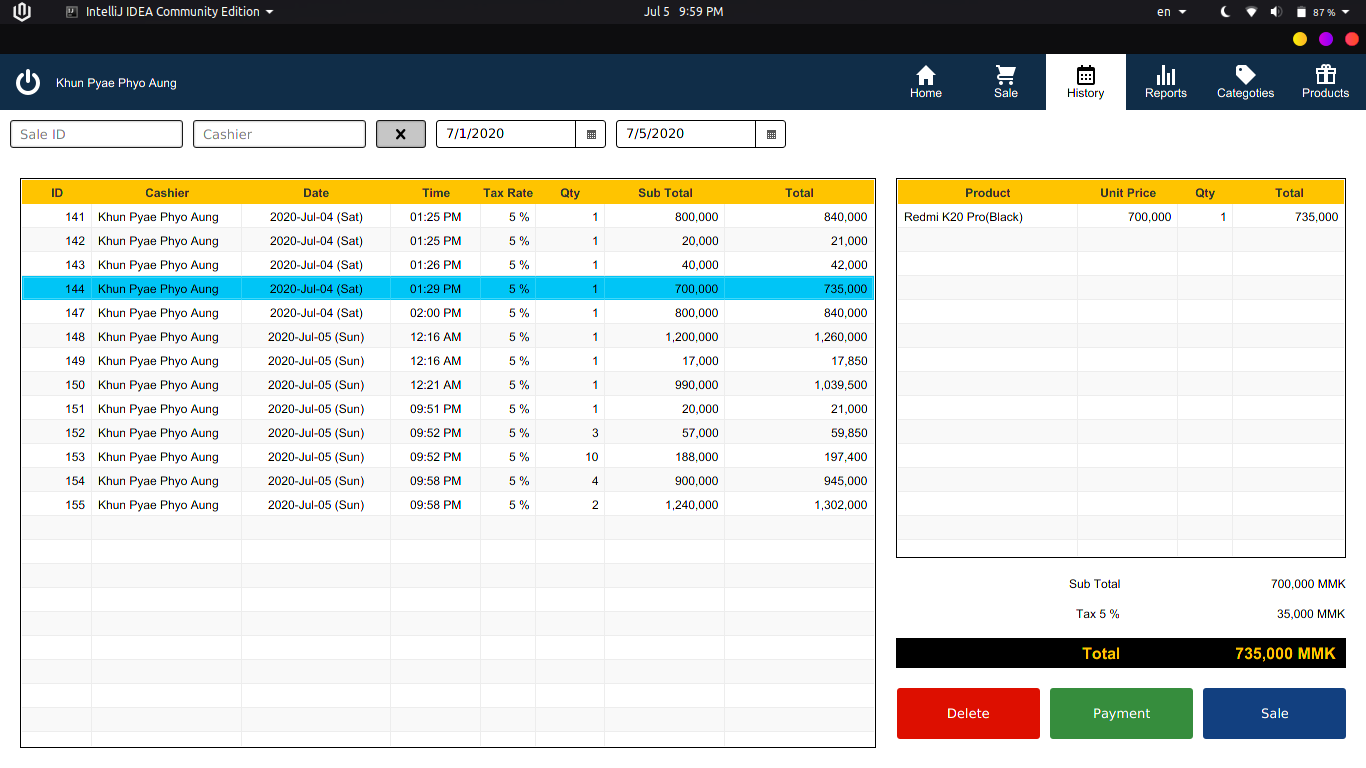 IntelliJ IDEA Community Edition Jul 5 9:59 PM en 87 %
Khun Pyae Phyo Aung Home Sale History Reports Categoties Products
Sale ID Cashier 7/1/2020 7/5/2020
ID Cashier Date Time Tax Rate Qty Sub Total Total
141 Khun Pyae Phyo Aung 2020-Jul-04 (Sat) 01:25 PM 5 % 1 800,000 840,000
142 Khun Pyae Phyo Aung 2020-Jul-04 (Sat) 01:25 PM 5 % 1 20,000 21,000
143 Khun Pyae Phyo Aung 2020-Jul-04 (Sat) 01:26 PM 5 % 1 40,000 42,000
144 Khun Pyae Phyo Aung 2020-Jul-04 (Sat) 01:29 PM 5 % 1 700,000 735,000
147 Khun Pyae Phyo Aung 2020-Jul-04 (Sat) 02:00 PM 5 % 1 800,000 840,000
148 Khun Pyae Phyo Aung 2020-Jul-05 (Sun) 12:16 AM 5 % 1 1,200,000 1,260,000
149 Khun Pyae Phyo Aung 2020-Jul-05 (Sun) 12:16 AM 5 % 1 17,000 17,850
150 Khun Pyae Phyo Aung 2020-Jul-05 (Sun) 12:21 AM 5 % 1 990,000 1,039,500
151 Khun Pyae Phyo Aung 2020-Jul-05 (Sun) 09:51 PM 5 % 1 20,000 21,000
152 Khun Pyae Phyo Aung 2020-Jul-05 (Sun) 09:52 PM 5 % 3 57,000 59,850
153 Khun Pyae Phyo Aung 2020-Jul-05 (Sun) 09:52 PM 5 % 10 188,000 197,400
154 Khun Pyae Phyo Aung 2020-Jul-05 (Sun) 09:58 PM 5 % 4 900,000 945,000
155 Khun Pyae Phyo Aung 2020-Jul-05 (Sun) 09:58 PM 5 % 2 1,240,000 1,302,000
Product Unit Price Qty Total
Redmi K20 Pro(Black) 700,000 1 735,000
Sub Total 700,000 MMK
Tax 5 % 35,000 MMK
Total 735,000 MMK
Delete Payment Sale